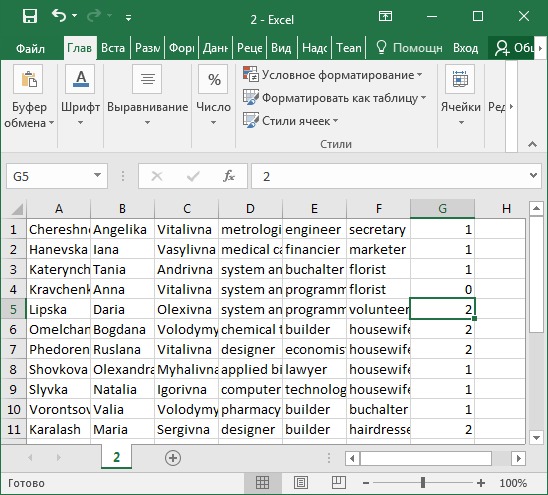 2 - Excel
Файл Глав Вста Разм Форм Данн Реце Вид Надс Team Помощн Вход Обш
Буфер обмена Шрифт Выравнивание Число Условное форматирование Форматировать как таблицу Стили ячеек Ячейки Ред
Стили
G5 fx 2
A B C D E F G H
1 Chereshne Angelika Vitalivna metrologi engineer secretary 1
2 Hanevska Iana Vasylivna medical ca financier marketer 1
3 Katerynch Tania Andrivna system an buchalter florist 1
4 Kravchenk Anna Vitalivna system an programm florist 0
5 Lipska Daria Olexivna system an programm volunteer 2
6 Omelchan Bogdana Volodymy chemical t builder housewife 2
7 Phedoren Ruslana Vitalivna designer economist housewife 2
8 Shovkova Olexandra Myhalivna applied bi lawyer housewife 1
9 Slyvka Natalia Igorivna computer technolog housewife 1
10 Vorontsov Valia Volodymy pharmacy builder buchalter 1
11 Karalash Maria Sergivna designer builder hairdresse 2
2
Готово 100%